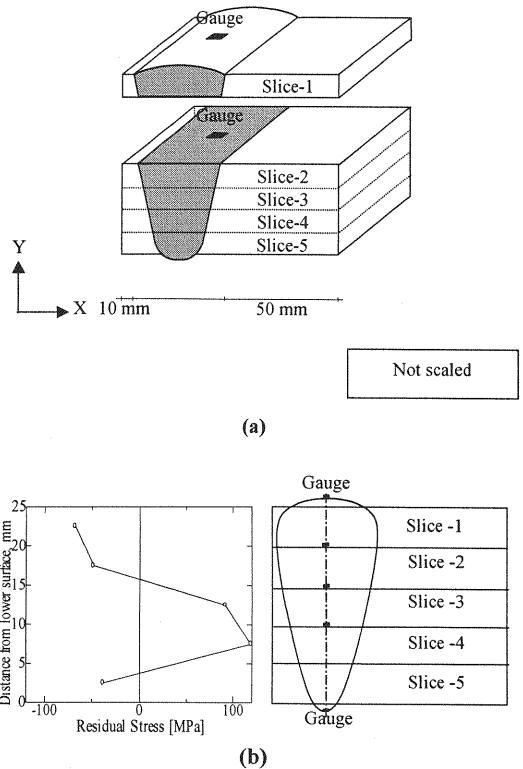 Gauge
Slice-1
Gauge
Slice-2
Slice-3
Slice-4
Slice-5
Y
X
10 mm
50 mm
Not scaled
(a)
Gauge
Distance from lower surface, mm
25
20
15
10
5
0
-100
0
100
Residual Stress [MPa]
Slice -1
Slice -2
Slice -3
Slice -4
Slice -5
Gauge
(b)